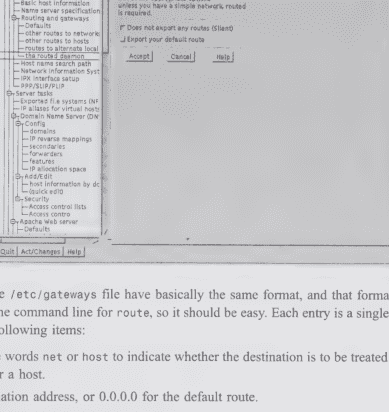 Basic host information
Name server specification
Routing and gateways
Defaults
other routes to network
other routes to hosts
routes to alternate local
the routed daemon
Host name search path
Network Information Syst
IPX interface setup
PPP/SLIP/PLIP
Server tasks
Exported file systems (NF
IP aliases for virtual hosts
Domain Name Server (DN
Config
domains
IP reverse mappings
secondaries
forwarders
features
IP allocation space
Add/Edit
host information by do
(quick edit)
Security
Access control lists
Access contro
Apache Web server
Defaults
unless you have a simple network, routed
is required.
Does not export any routes (Silent)
Export your default route
Accept Cancel Help
Quit Act/Changes Help
e /etc/gateways file have basically the same format, and that forma
ne command line for route, so it should be easy. Each entry is a single
ollowing items:
words net or host to indicate whether the destination is to be treated
r a host.
ation address, or 0.0.0.0 for the default route.